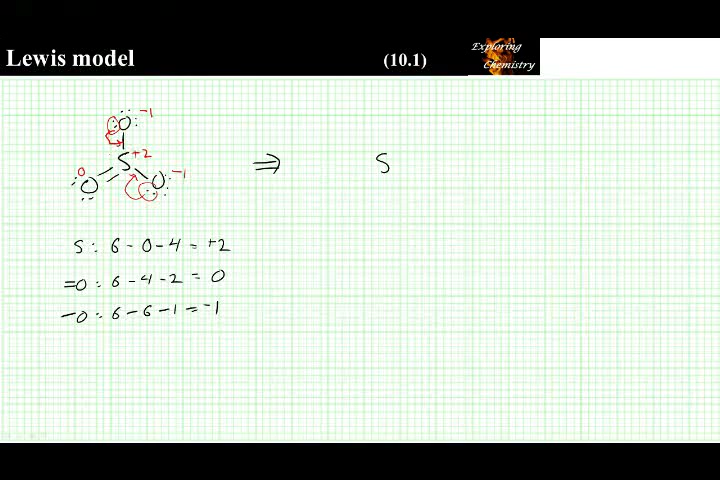 Lewis model
(10.1)
Exploring
Chemistry
O -1
S +2
0
O
O -1
⇒ S
S : 6 - 0 - 4 = +2
=O : 6 - 4 - 2 = 0
-O : 6 - 6 - 1 = -1